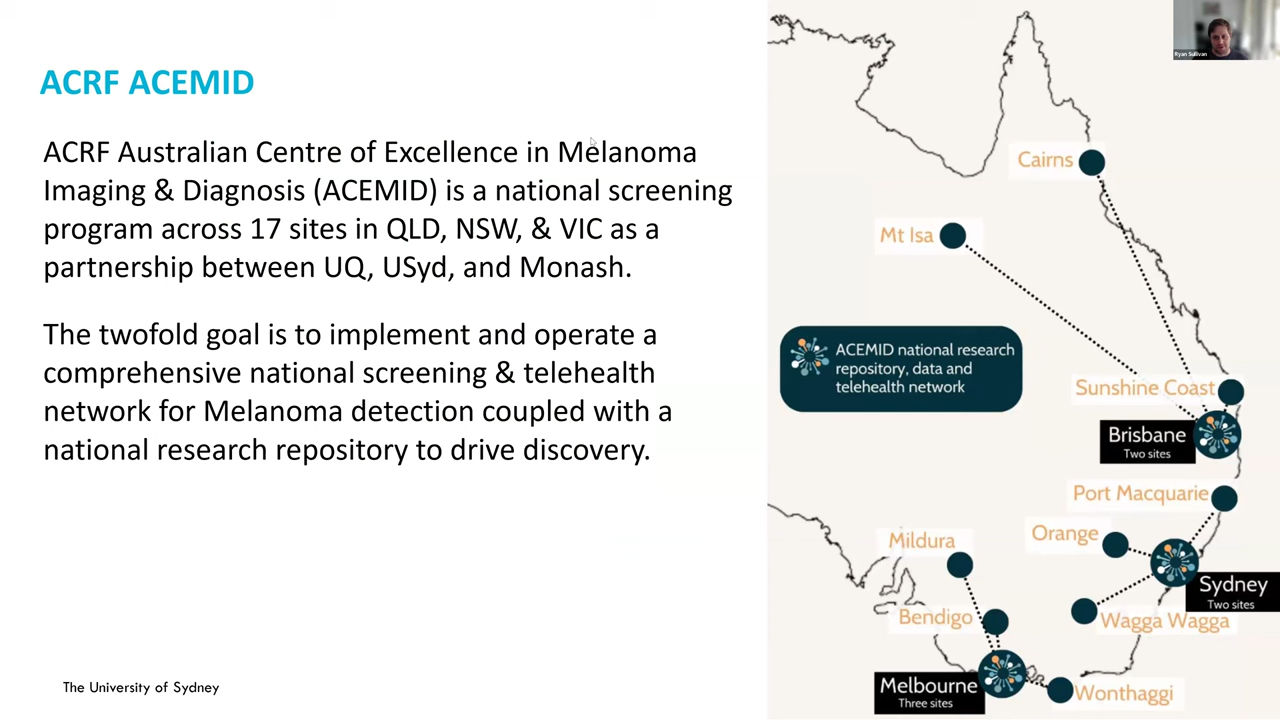 Ryan Sullivan
ACRF ACEMID
ACRF Australian Centre of Excellence in Melanoma
Imaging & Diagnosis (ACEMID) is a national screening
program across 17 sites in QLD, NSW, & VIC as a
partnership between UQ, USyd, and Monash.
The twofold goal is to implement and operate a
comprehensive national screening & telehealth
network for Melanoma detection coupled with a
national research repository to drive discovery.
The University of Sydney
Cairns
Mt Isa
ACEMID national research
repository, data and
telehealth network
Sunshine Coast
Brisbane
Two sites
Port Macquarie
Orange
Mildura
Sydney
Two sites
Bendigo
Wagga Wagga
Melbourne
Three sites
Wonthaggi